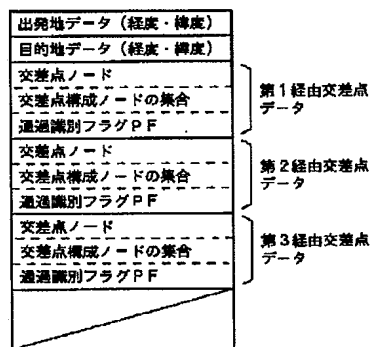 出発地データ（経度・緯度）
目的地データ（経度・緯度）
交差点ノード
交差点構成ノードの集合
通過識別フラグＰＦ
第１経由交差点
データ
交差点ノード
交差点構成ノードの集合
通過識別フラグＰＦ
第２経由交差点
データ
交差点ノード
交差点構成ノードの集合
通過識別フラグＰＦ
第３経由交差点
データ